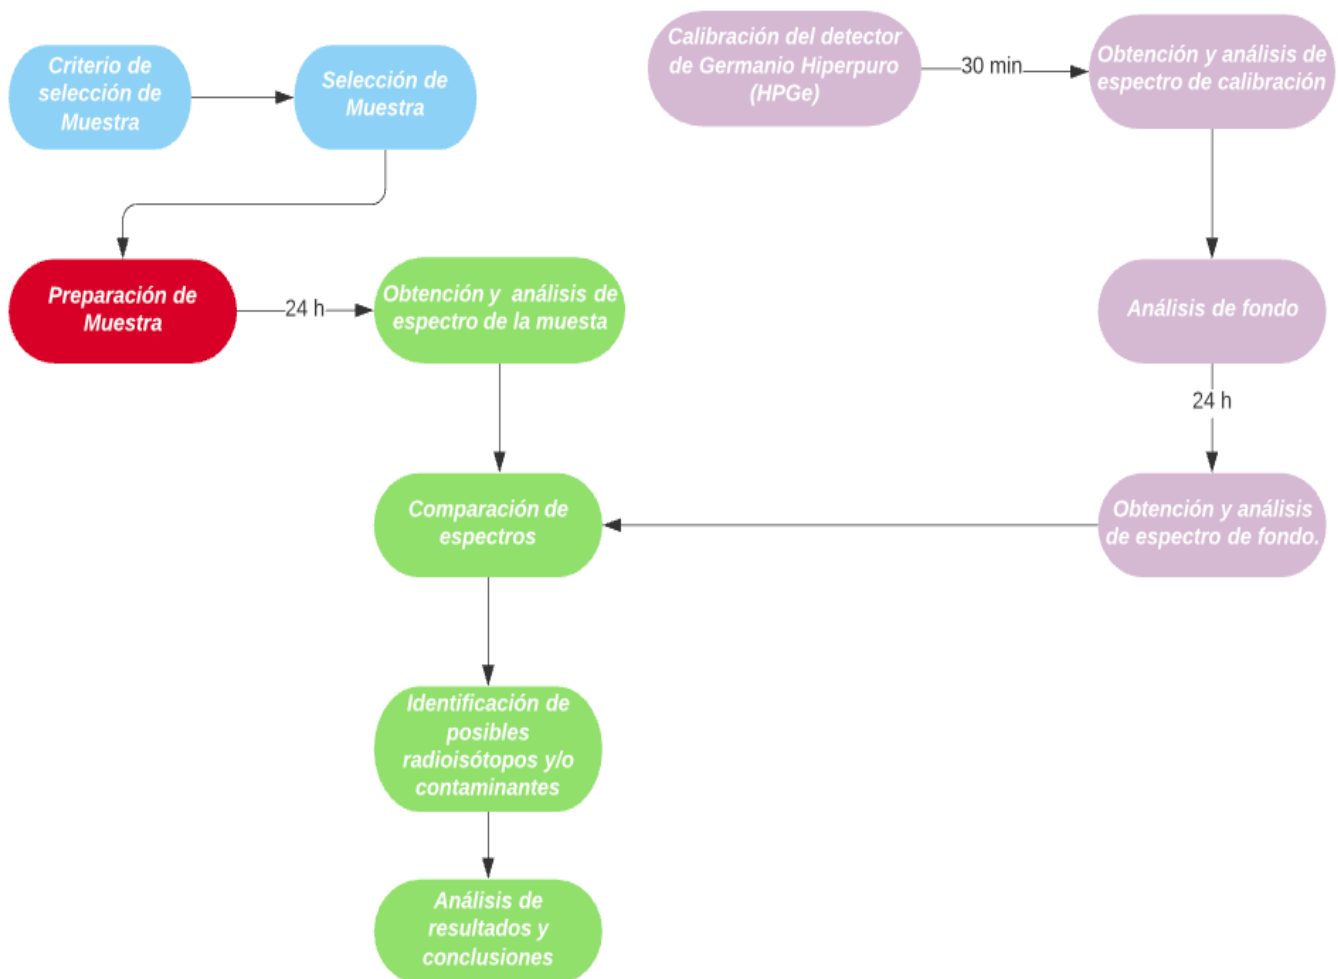 Criterio de
selección de
Muestra
Selección de
Muestra
Calibración del detector
de Germanio Hiperpuro
(HPGe)
30 min
Obtención y análisis de
espectro de calibración
Preparación de
Muestra
24 h
Obtención y análisis de
espectro de la muesta
Análisis de fondo
24 h
Comparación de
espectros
Obtención y análisis
de espectro de fondo.
Identificación de
posibles
radioisótopos y/o
contaminantes
Análisis de
resultados y
conclusiones